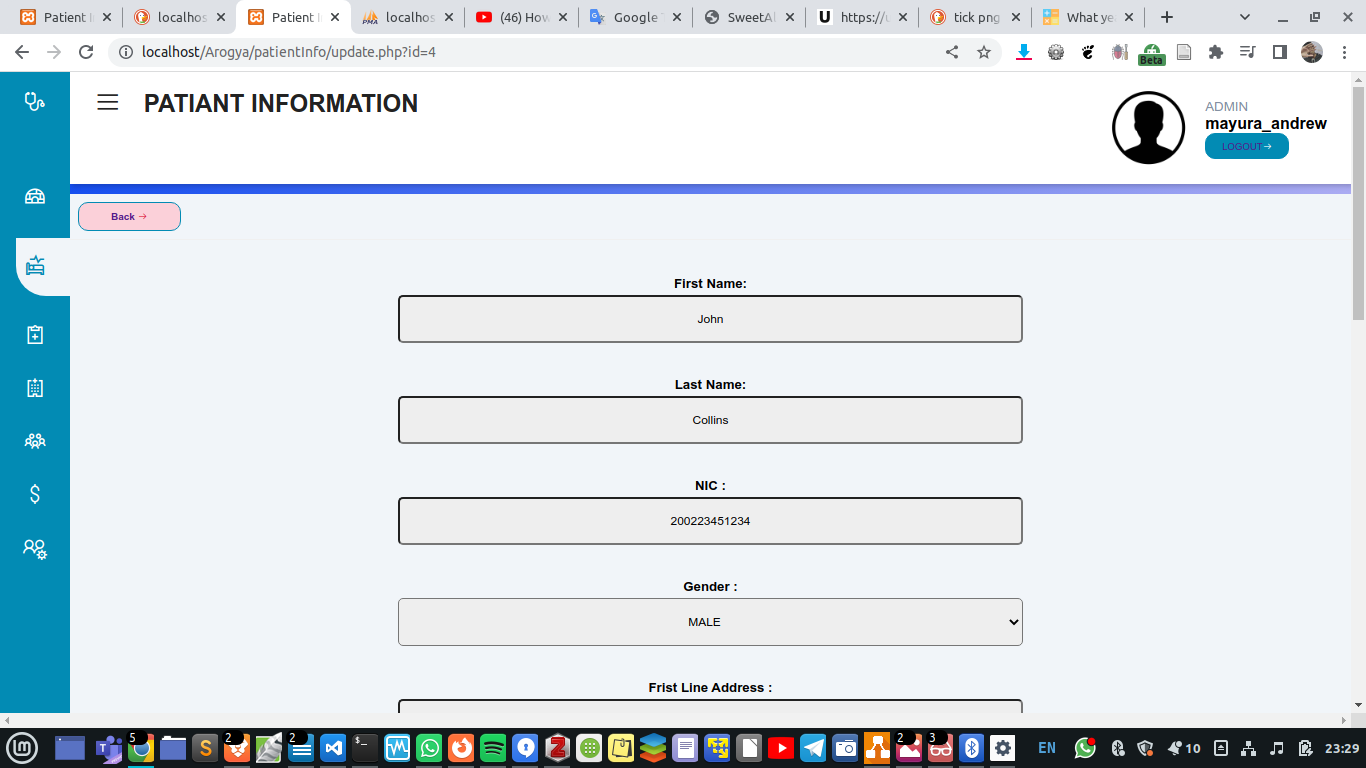 Patient I
localhos
Patient I
localhos
(46) How
Google
SweetAl
https://u
tick png
What ye
localhost/Arogya/patientInfo/update.php?id=4
Beta
PATIANT INFORMATION
ADMIN
mayura_andrew
LOGOUT→
Back →
First Name:
John
Last Name:
Collins
NIC :
200223451234
Gender :
MALE
Frist Line Address :
5
2
2
2
3
EN
10
23:29